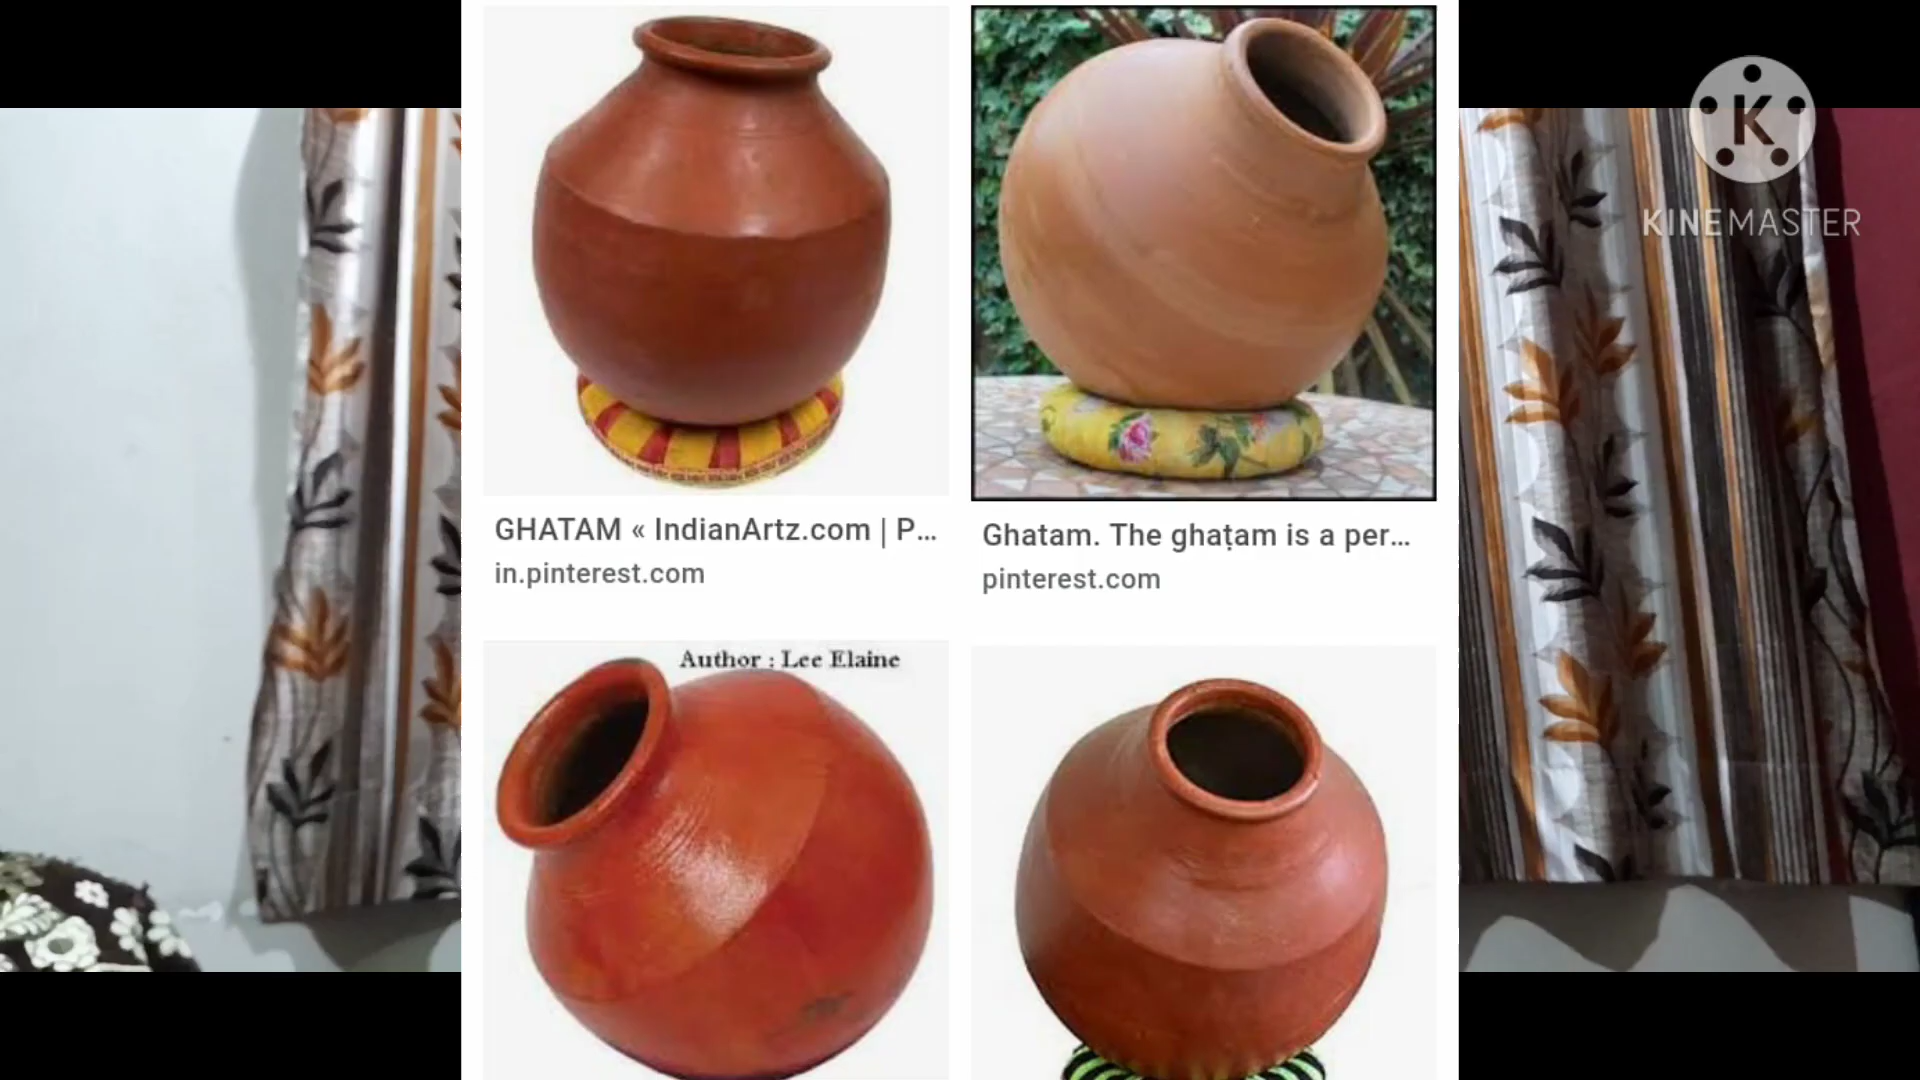 K
KINEMASTER
GHATAM « IndianArtz.com | P...
in.pinterest.com
Ghatam. The ghaṭam is a per...
pinterest.com
Author : Lee Elaine